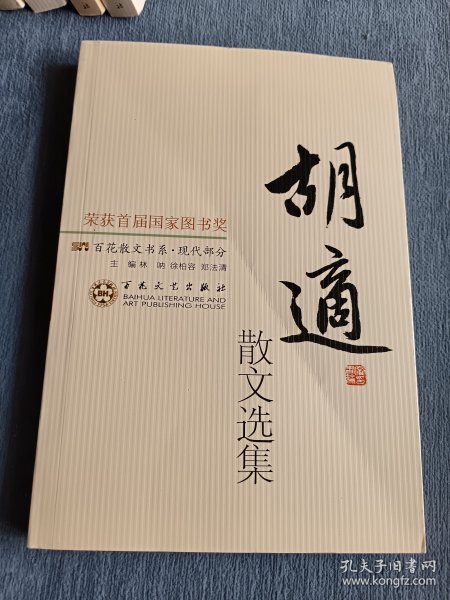 胡適
散文选集
荣获首届国家图书奖
百花散文书系·现代部分
主 编 林 呐 徐柏容 郑法清
BH
百花文艺出版社
BAIHUA LITERATURE AND
ART PUBLISHING HOUSE
孔夫子旧书网
www.kongfz.com